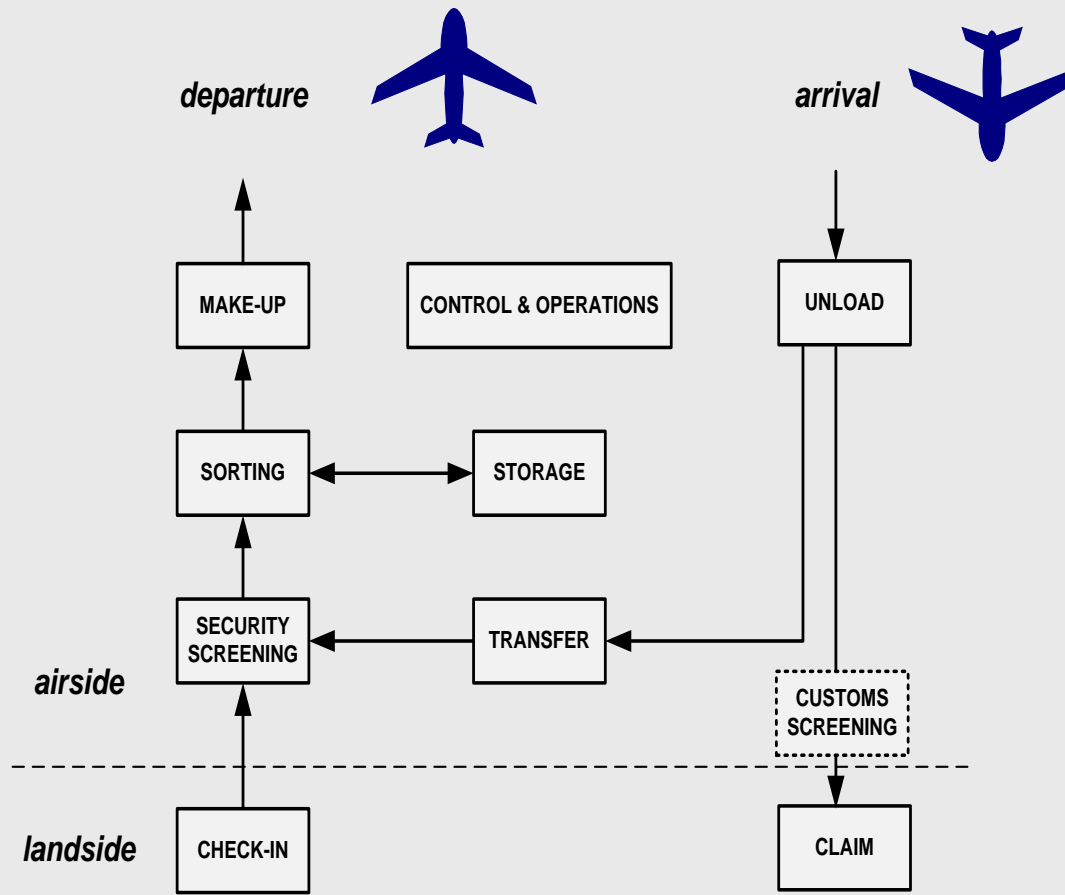 departure
arrival
MAKE-UP
CONTROL & OPERATIONS
UNLOAD
SORTING
STORAGE
SECURITY
SCREENING
TRANSFER
airside
CUSTOMS
SCREENING
landside
CHECK-IN
CLAIM